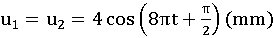 u₁ = u₂ = 4 cos (8πt + π/2) (mm)